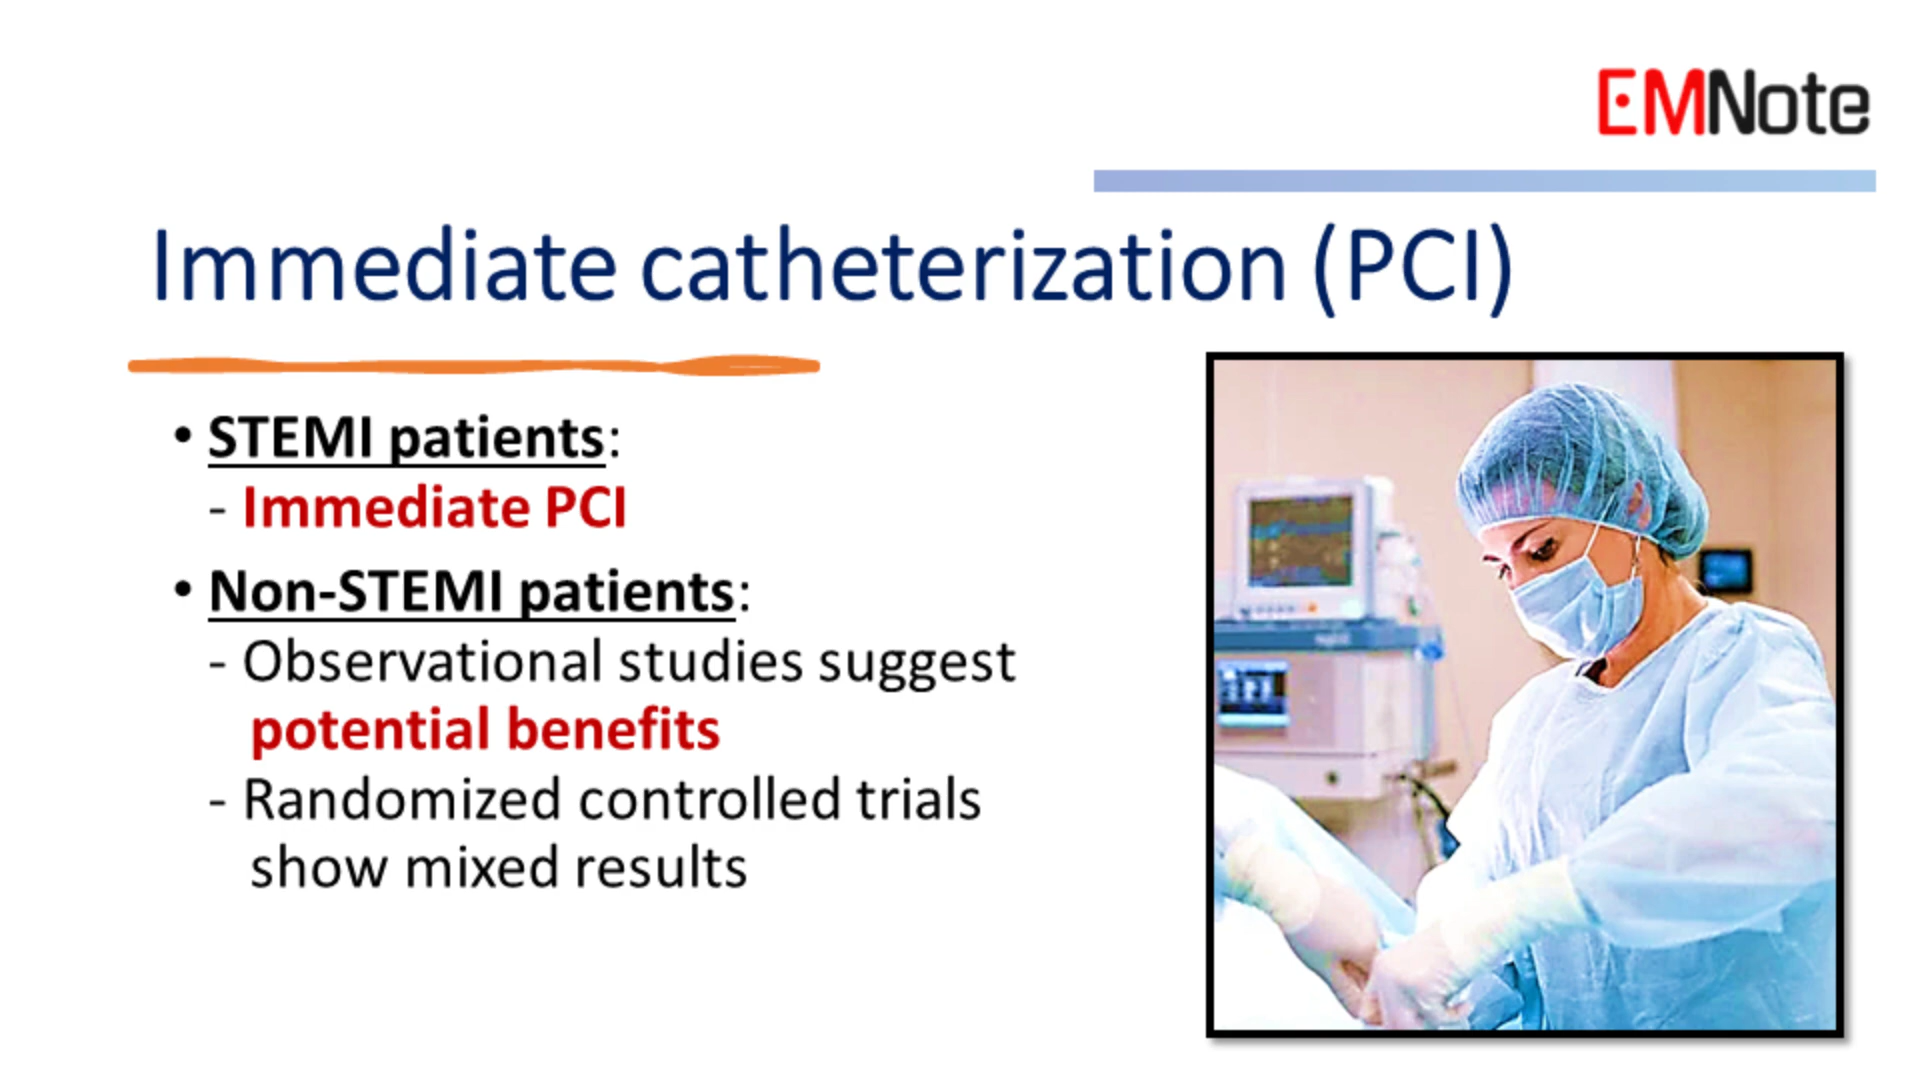 EMNote
Immediate catheterization (PCI)
• STEMI patients:
- Immediate PCI
• Non-STEMI patients:
- Observational studies suggest
potential benefits
- Randomized controlled trials
show mixed results